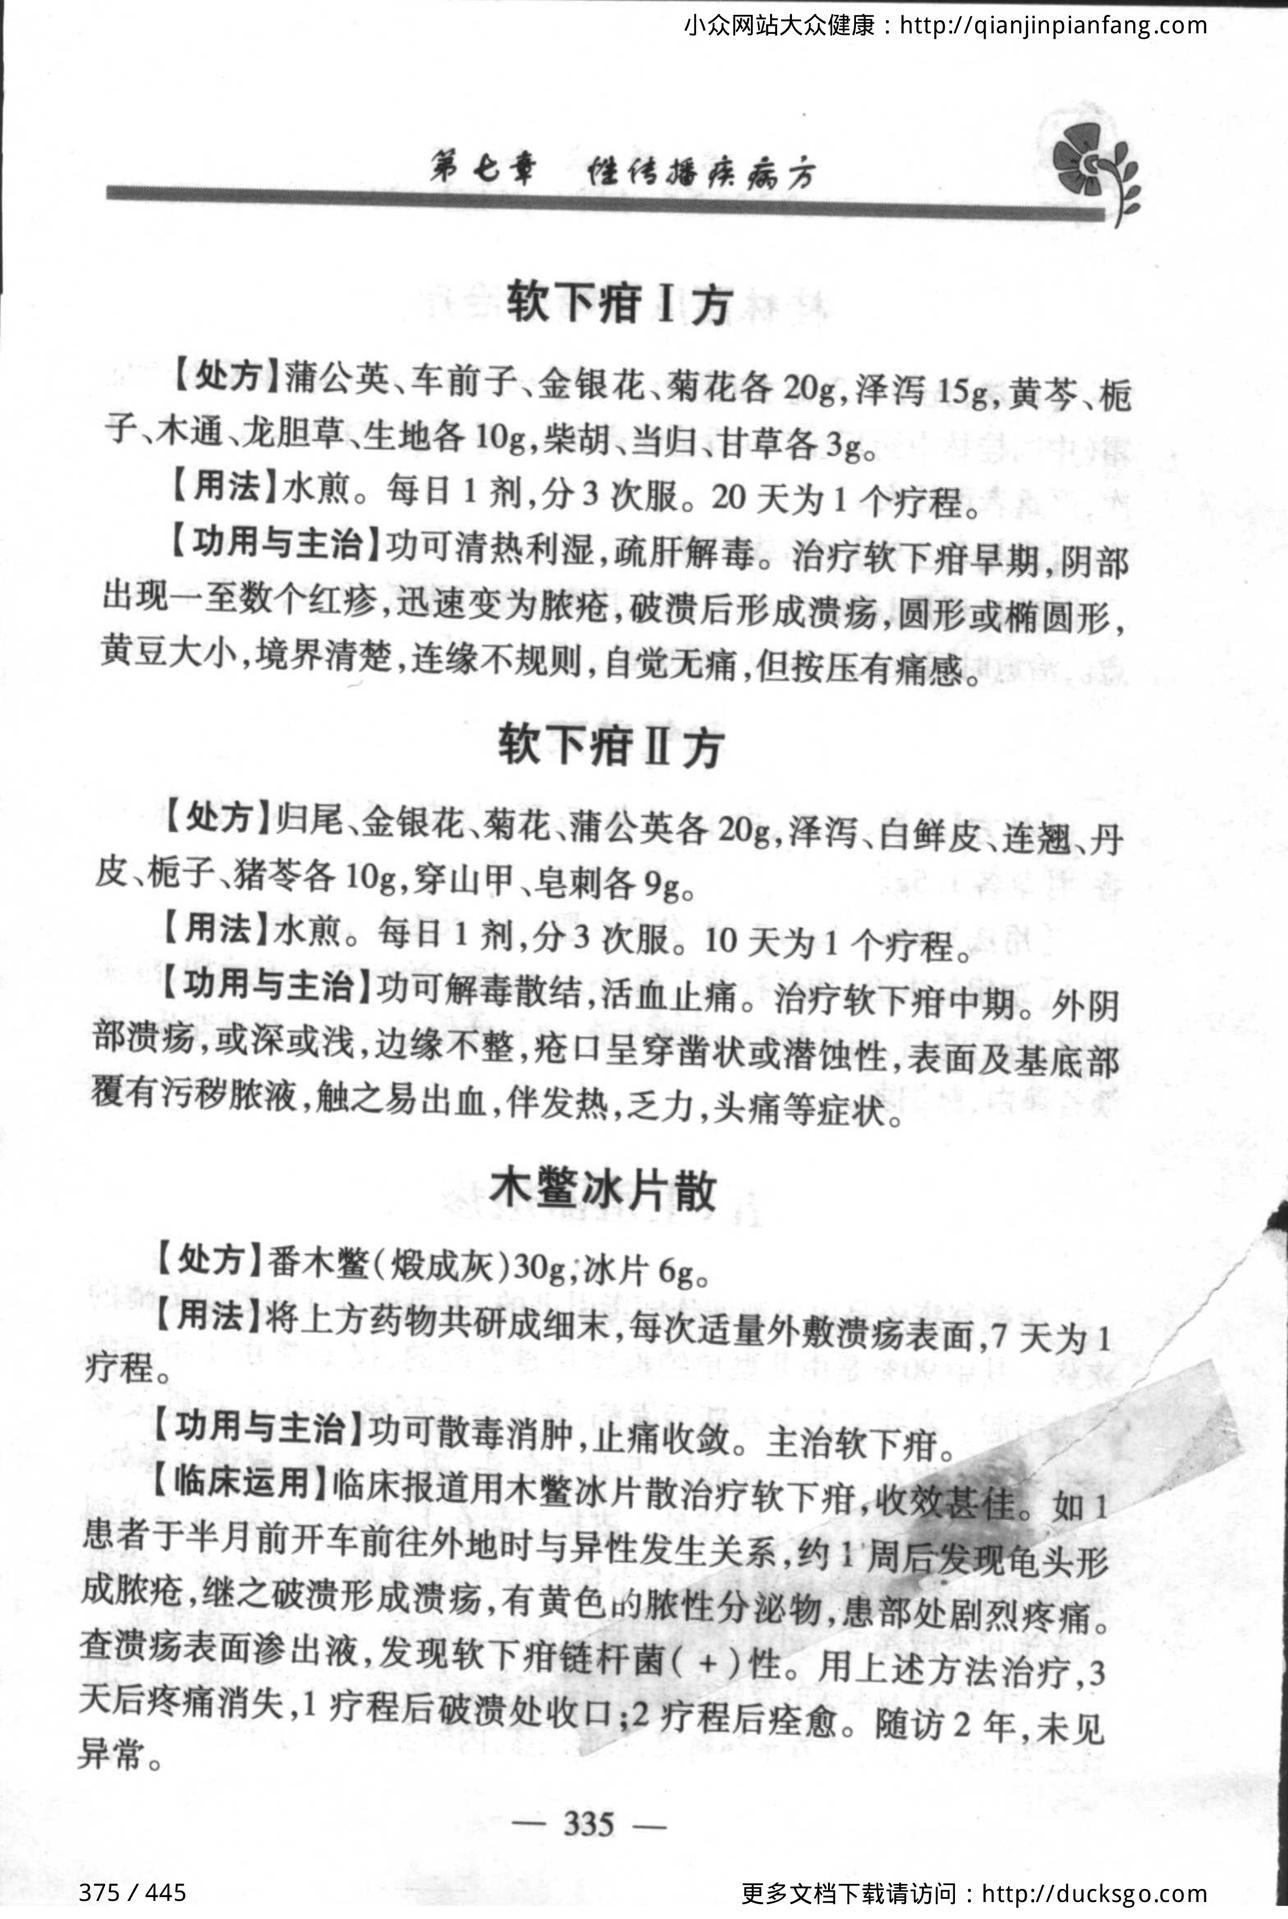 小众网站大众健康：http://qianjinpianfang.com
第七章 性传播疾病方
软下疳Ⅰ方
【处方】蒲公英、车前子、金银花、菊花各 20g,泽泻 15g,黄芩、栀
子、木通、龙胆草、生地各 10g,柴胡、当归、甘草各 3g。
【用法】水煎。每日 1 剂,分 3 次服。20 天为 1 个疗程。
【功用与主治】功可清热利湿,疏肝解毒。治疗软下疳早期,阴部
出现一至数个红疹,迅速变为脓疮,破溃后形成溃疡,圆形或椭圆形,
黄豆大小,境界清楚,连缘不规则,自觉无痛,但按压有痛感。
软下疳Ⅱ方
【处方】归尾、金银花、菊花、蒲公英各 20g,泽泻、白鲜皮、连翘、丹
皮、栀子、猪苓各 10g,穿山甲、皂刺各 9g。
【用法】水煎。每日 1 剂,分 3 次服。10 天为 1 个疗程。
【功用与主治】功可解毒散结,活血止痛。治疗软下疳中期。外阴
部溃疡,或深或浅,边缘不整,疮口呈穿凿状或潜蚀性,表面及基底部
覆有污秽脓液,触之易出血,伴发热,乏力,头痛等症状。
木鳖冰片散
【处方】番木鳖(煅成灰)30g;冰片 6g。
【用法】将上方药物共研成细末,每次适量外敷溃疡表面,7 天为 1
疗程。
【功用与主治】功可散毒消肿,止痛收敛。主治软下疳。
【临床运用】临床报道用木鳖冰片散治疗软下疳,收效甚佳。如 1
患者于半月前开车前往外地时与异性发生关系,约 1 周后发现龟头形
成脓疮,继之破溃形成溃疡,有黄色的脓性分泌物,患部处剧烈疼痛。
查溃疡表面渗出液,发现软下疳链杆菌( + )性。用上述方法治疗,3
天后疼痛消失,1 疗程后破溃处收口;2 疗程后痊愈。随访 2 年,未见
异常。
— 335 —
375 / 445
更多文档下载请访问：http://ducksgo.com